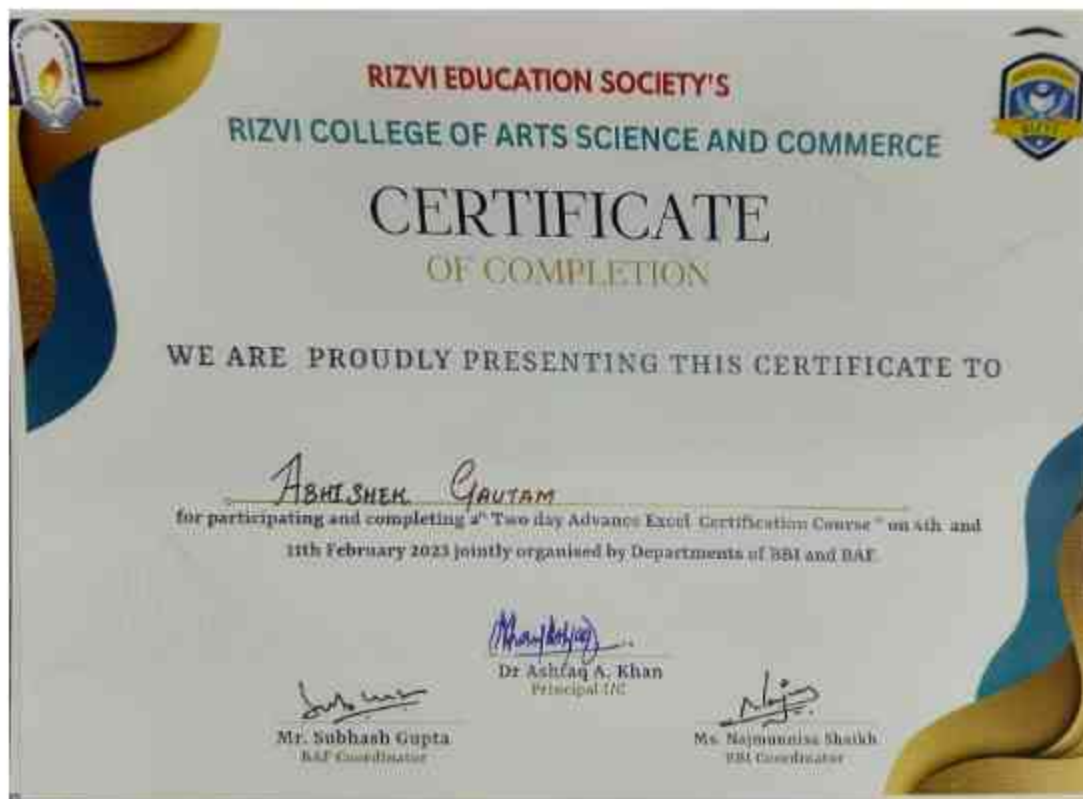 RIZVI EDUCATION SOCIETY'S
RIZVI COLLEGE OF ARTS SCIENCE AND COMMERCE
RIZVI
CERTIFICATE
OF COMPLETION
WE ARE PROUDLY PRESENTING THIS CERTIFICATE TO
ABHISHEK GAUTAM
for participating and completing a" Two day Advance Excel Certification Course " on 4th and
11th February 2023 jointly organised by Departments of BBI and BAF.
Dr Ashfaq A. Khan
Principal I/C
Mr. Subhash Gupta
BAF Coordinator
Ms. Najmunnisa Shaikh
BBI Coordinator